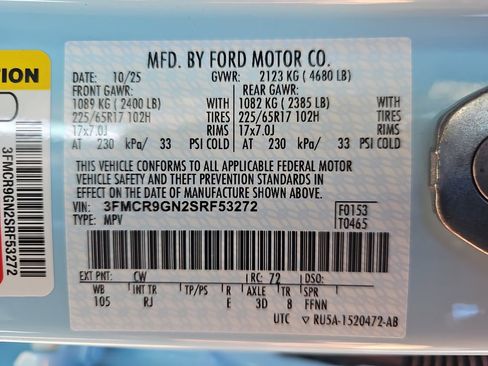 MFD. BY FORD MOTOR CO.
DATE: 10/25 GVWR: 2123 KG (4680 LB)
FRONT GAWR: REAR GAWR:
1089 KG (2400 LB) WITH 1082 KG (2385 LB) WITH
225/65R17 102H TIRES 225/65R17 102H TIRES
17x7.0J RIMS 17x7.0J RIMS
AT 230 kPa/ 33 PSI COLD AT 230 kPa/ 33 PSI COLD
THIS VEHICLE CONFORMS TO ALL APPLICABLE FEDERAL MOTOR
VEHICLE SAFETY AND THEFT PREVENTION STANDARDS IN
EFFECT ON THE DATE OF MANUFACTURE SHOWN ABOVE.
VIN: 3FMCR9GN2SRF53272 F0153
TYPE: MPV T0465
EXT PNT: CW RC: 72 DSO:
WB INT TR TP/PS R AXLE TR SPR
105 RJ E 3D 8 FFNN
UTC RU5A-1520472-AB
TION
3FMCR9GN2SRF53272